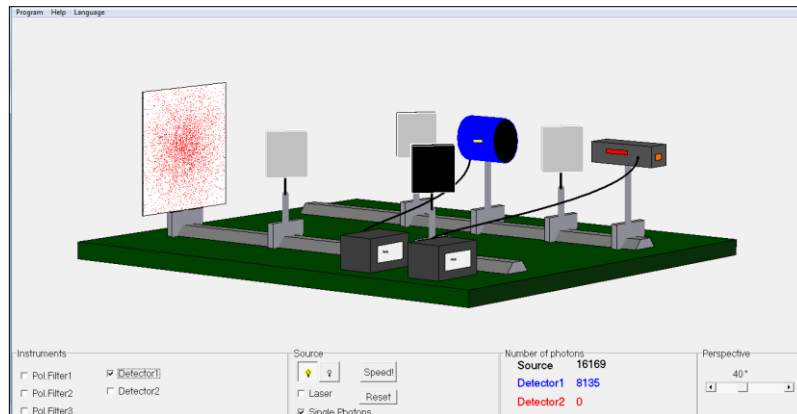 Program Help Language
Instruments
Pol.Filter1
Pol.Filter2
Pol.Filter3
Detector1
Detector2
Source
Speed!
Laser
Reset
Single Photons
Number of photons
Source 16169
Detector1 8135
Detector2 0
Perspective
40°